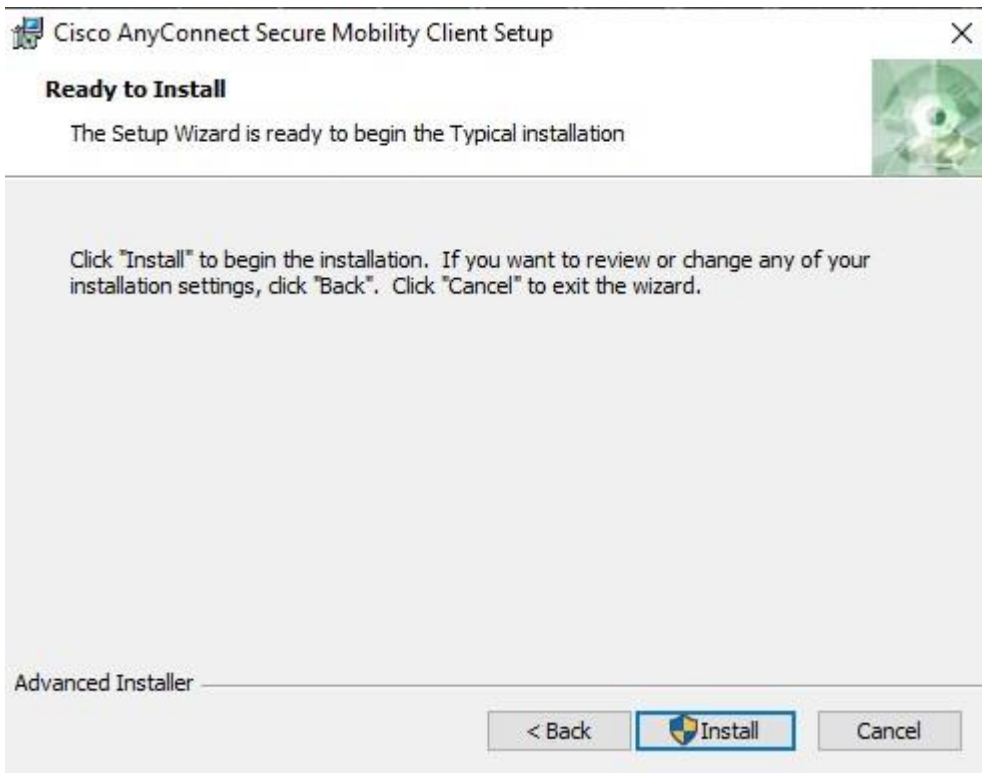 Cisco AnyConnect Secure Mobility Client Setup
Ready to Install
The Setup Wizard is ready to begin the Typical installation
Click "Install" to begin the installation.  If you want to review or change any of your
installation settings, click "Back".  Click "Cancel" to exit the wizard.
Advanced Installer
< Back
Install
Cancel